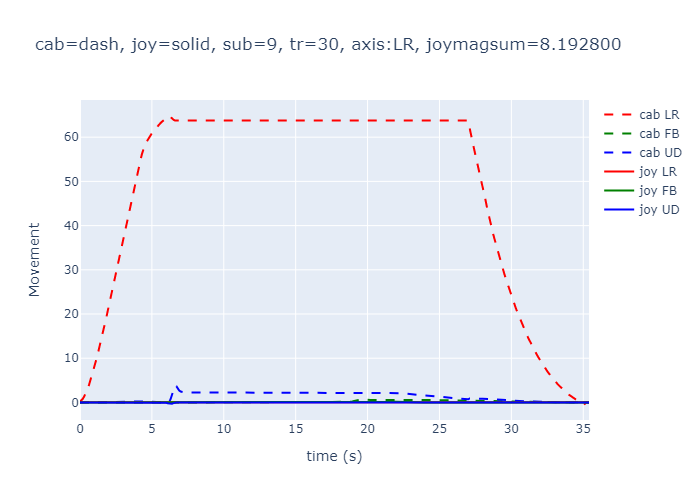 cab=dash, joy=solid, sub=9, tr=30, axis:LR, joymagsum=8.192800
cab LR
cab FB
cab UD
joy LR
joy FB
joy UD
Movement
60
50
40
30
20
10
0
0 5 10 15 20 25 30 35
time (s)